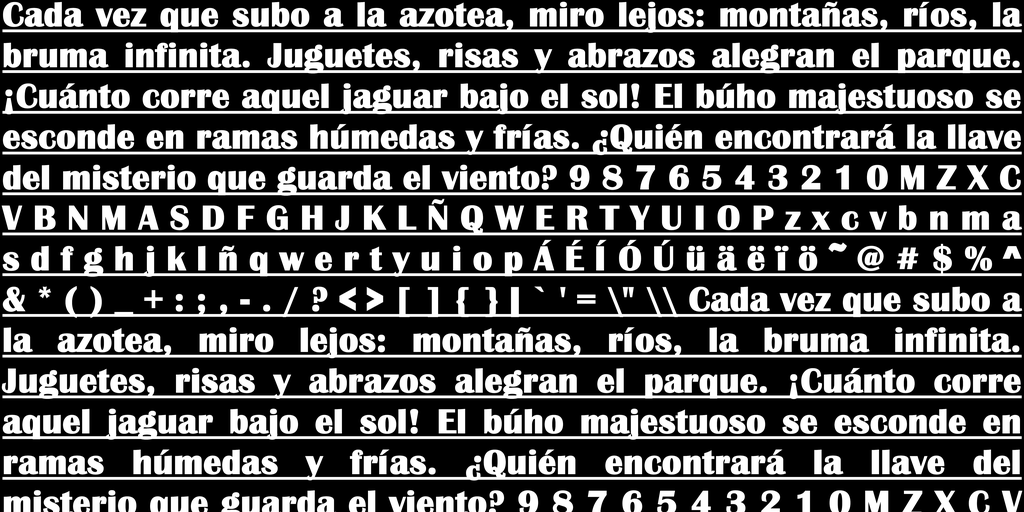 Cada vez que subo a la azotea, miro lejos: montañas, ríos, la
bruma infinita. Juguetes, risas y abrazos alegran el parque.
¡Cuánto corre aquel jaguar bajo el sol! El búho majestuoso se
esconde en ramas húmedas y frías. ¿Quién encontrará la llave
del misterio que guarda el viento? 9 8 7 6 5 4 3 2 1 0 M Z X C
V B N M A S D F G H J K L Ñ Q W E R T Y U I O P z x c v b n m a
s d f g h j k l ñ q w e r t y u i o p Á É Í Ó Ú ü ä ë ï ö ~ @ # $ % ^
& * ( ) _ + : ; , - . / ? < > [ ] { } | ` ' = \" \\ Cada vez que subo a
la azotea, miro lejos: montañas, ríos, la bruma infinita.
Juguetes, risas y abrazos alegran el parque. ¡Cuánto corre
aquel jaguar bajo el sol! El búho majestuoso se esconde en
ramas húmedas y frías. ¿Quién encontrará la llave del
misterio que guarda el viento? 9 8 7 6 5 4 3 2 1 0 M Z X C V